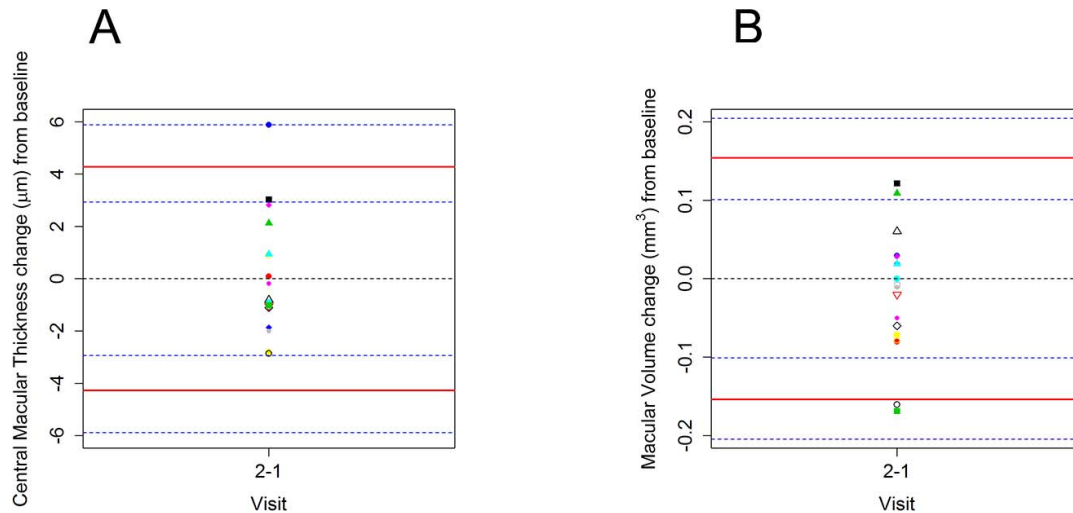 A
Central Macular Thickness change (μm) from baseline
6
4
2
0
-2
-4
-6
2-1
Visit
B
Macular Volume change (mm³) from baseline
0.2
0.1
0.0
-0.1
-0.2
2-1
Visit